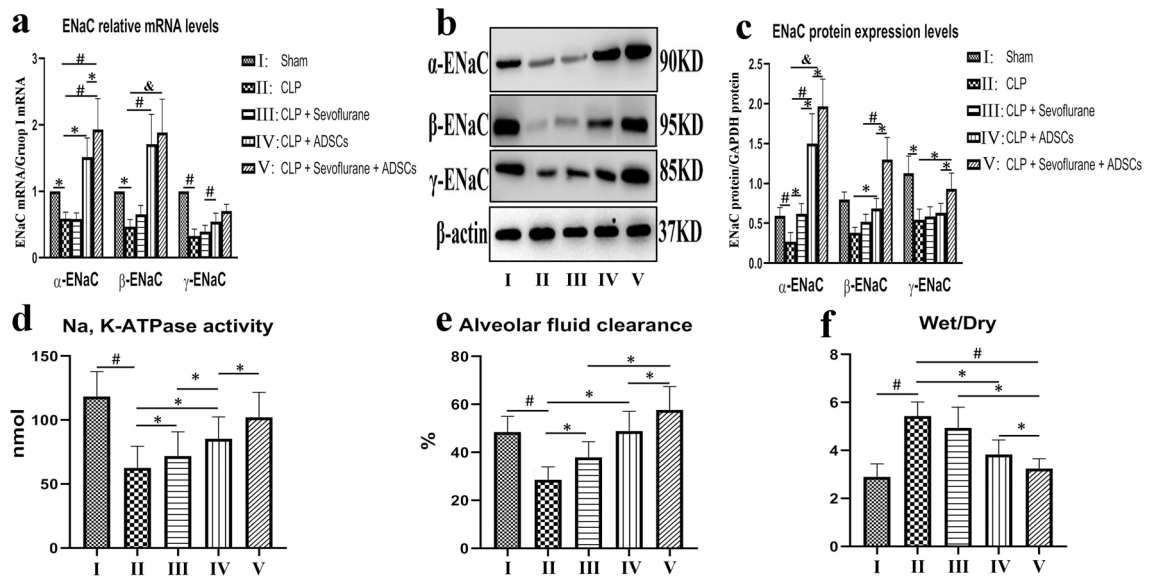 a
ENaC relative mRNA levels
ENaC mRNA/Gruop I mRNA
3
2
1
0
# * # * # & # * * # #
α-ENaC β-ENaC γ-ENaC
I: Sham
II: CLP
III: CLP + Sevoflurane
IV: CLP + ADSCs
V: CLP + Sevoflurane + ADSCs
b
α-ENaC 90KD
β-ENaC 95KD
γ-ENaC 85KD
β-actin 37KD
I II III IV V
c
ENaC protein expression levels
ENaC protein/GAPDH protein
2.5
2.0
1.5
1.0
0.5
0.0
& * # * # * # * * * * *
α-ENaC β-ENaC γ-ENaC
I: Sham
II: CLP
III: CLP + Sevoflurane
IV: CLP + ADSCs
V: CLP + Sevoflurane + ADSCs
d
Na, K-ATPase activity
nmol
150
100
50
0
# * * * *
I II III IV V
e
Alveolar fluid clearance
%
80
60
40
20
0
# * * * *
I II III IV V
f
Wet/Dry
8
6
4
2
0
# # * * *
I II III IV V